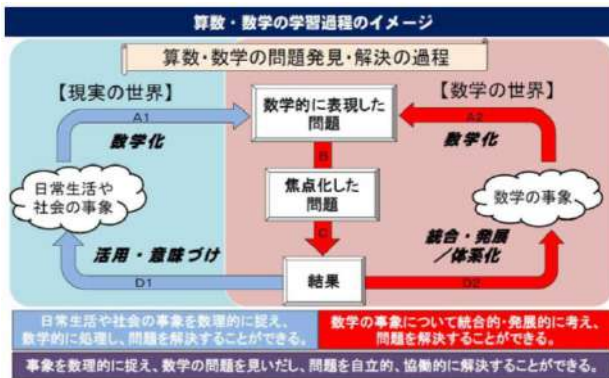 算数・数学の学習過程のイメージ
算数・数学の問題発見・解決の過程
【現実の世界】
【数学の世界】
A1
数学化
数学的に表現した
問題
A2
数学化
日常生活や
社会の事象
B
焦点化した
問題
数学の事象
C
活用・意味づけ
統合・発展
/体系化
D1
結果
D2
日常生活や社会の事象を数理的に捉え、
数学的に処理し、問題を解決することができる。
数学の事象について統合的・発展的に考え、
問題を解決することができる。
事象を数理的に捉え、数学の問題を見いだし、問題を自立的、協働的に解決することができる。